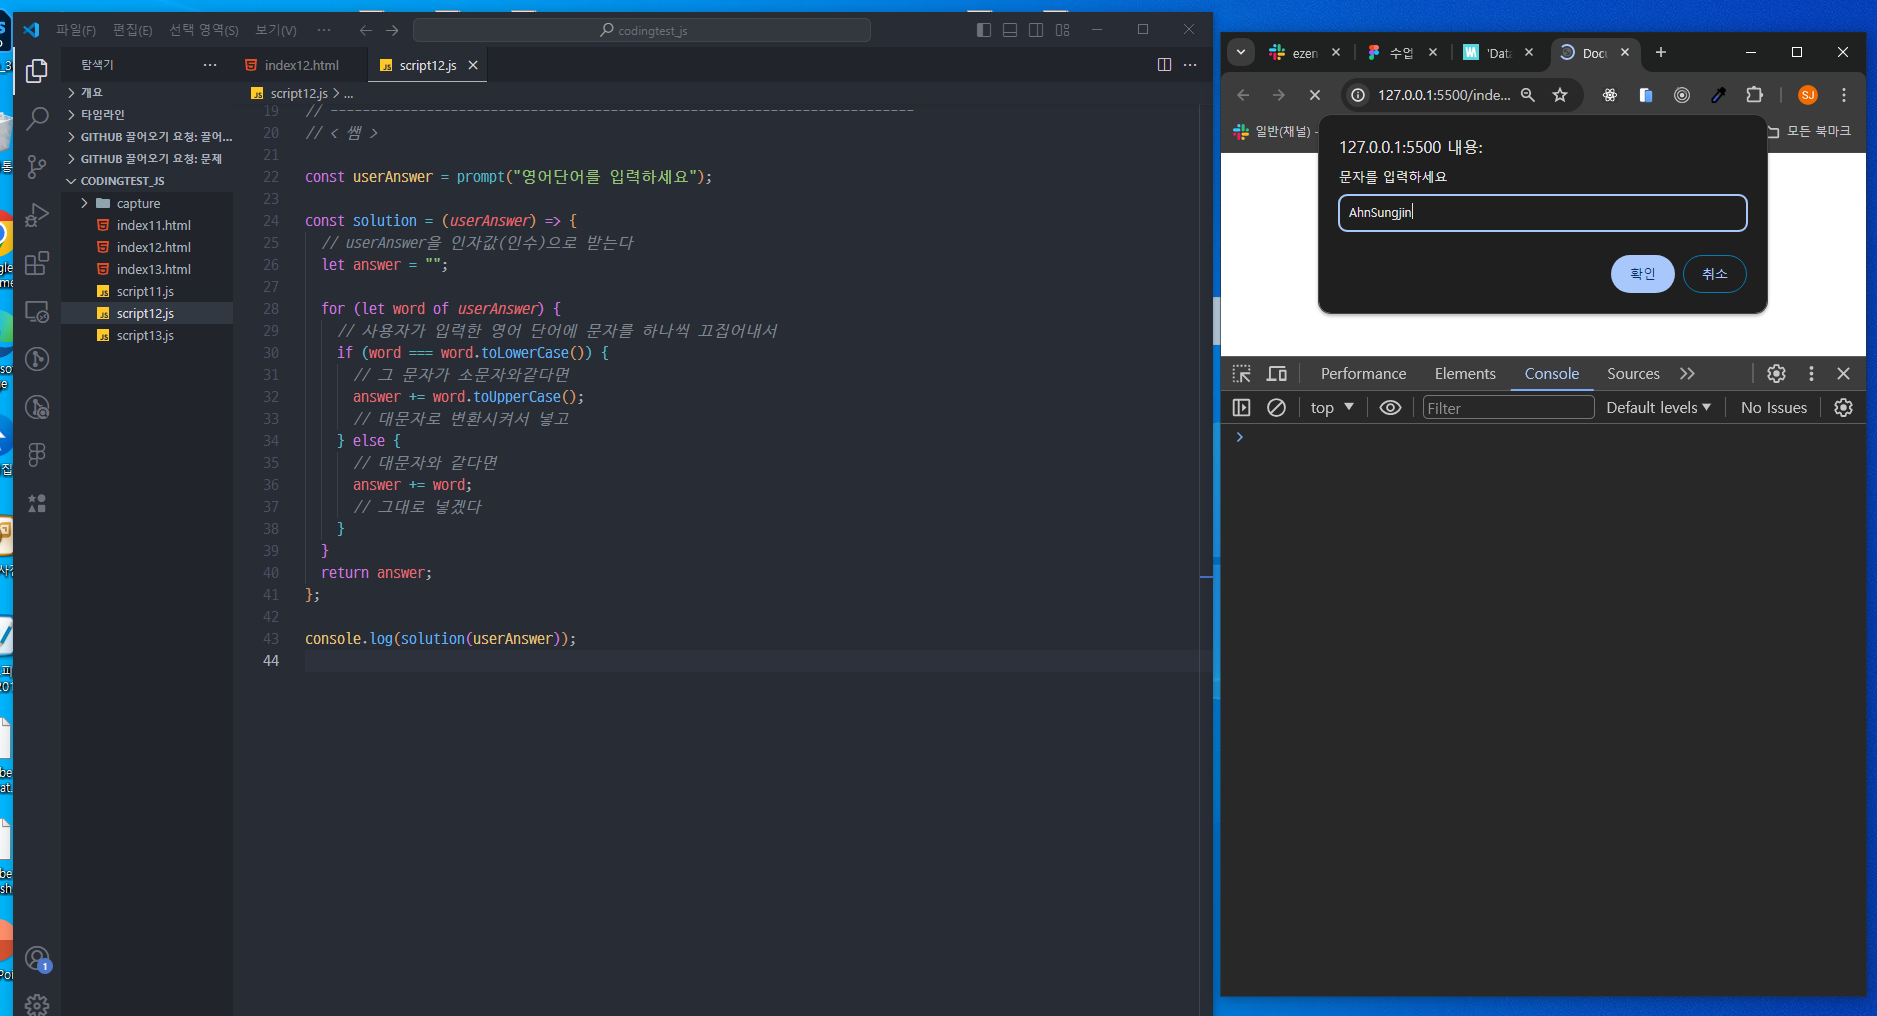 파일(F) 편집(E) 선택 영역(S) 보기(V) ··· codingtest_js
탐색기 ···
개요
타임라인
GITHUB 끌어오기 요청: 끌어...
GITHUB 끌어오기 요청: 문제
CODINGTEST_JS
capture
index11.html
index12.html
index13.html
script11.js
script12.js
script13.js
1
index12.html script12.js
script12.js > ...
19 // -------------------------------------------------------------------------
20 // < 쌤 >
21
22 const userAnswer = prompt("영어단어를 입력하세요");
23
24 const solution = (userAnswer) => {
25 // userAnswer을 인자값(인수)으로 받는다
26 let answer = "";
27
28 for (let word of userAnswer) {
29 // 사용자가 입력한 영어 단어에 문자를 하나씩 끄집어내서
30 if (word === word.toLowerCase()) {
31 // 그 문자가 소문자와같다면
32 answer += word.toUpperCase();
33 // 대문자로 변환시켜서 넣고
34 } else {
35 // 대문자와 같다면
36 answer += word;
37 // 그대로 넣겠다
38 }
39 }
40 return answer;
41 };
42
43 console.log(solution(userAnswer));
44
ezen 수업 'Data Docu
127.0.0.1:5500/inde... SJ
일반(채널) - 모든 북마크
127.0.0.1:5500 내용:
문자를 입력하세요
AhnSungjin
확인 취소
Performance Elements Console Sources
top Filter Default levels No Issues